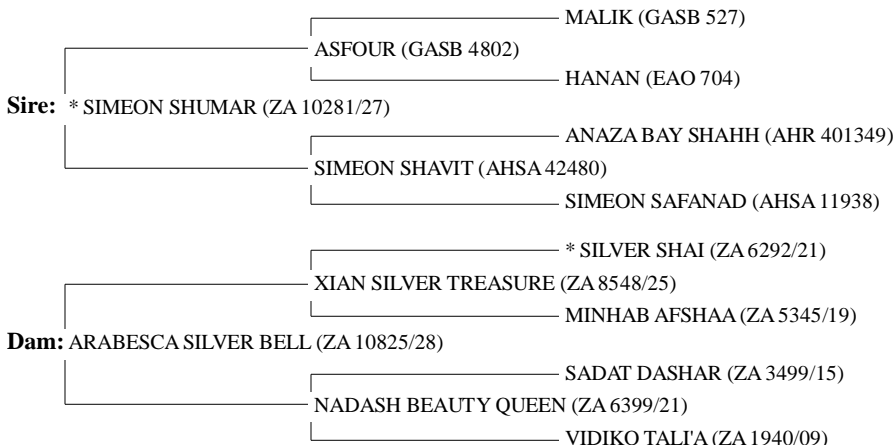 MALIK (GASB 527)
ASFOUR (GASB 4802)
HANAN (EAO 704)
Sire: * SIMEON SHUMAR (ZA 10281/27)
ANAZA BAY SHAHH (AHR 401349)
SIMEON SHAVIT (AHSA 42480)
SIMEON SAFANAD (AHSA 11938)
* SILVER SHAI (ZA 6292/21)
XIAN SILVER TREASURE (ZA 8548/25)
MINHAB AFSHAA (ZA 5345/19)
Dam: ARABESCA SILVER BELL (ZA 10825/28)
SADAT DASHAR (ZA 3499/15)
NADASH BEAUTY QUEEN (ZA 6399/21)
VIDIKO TALI'A (ZA 1940/09)